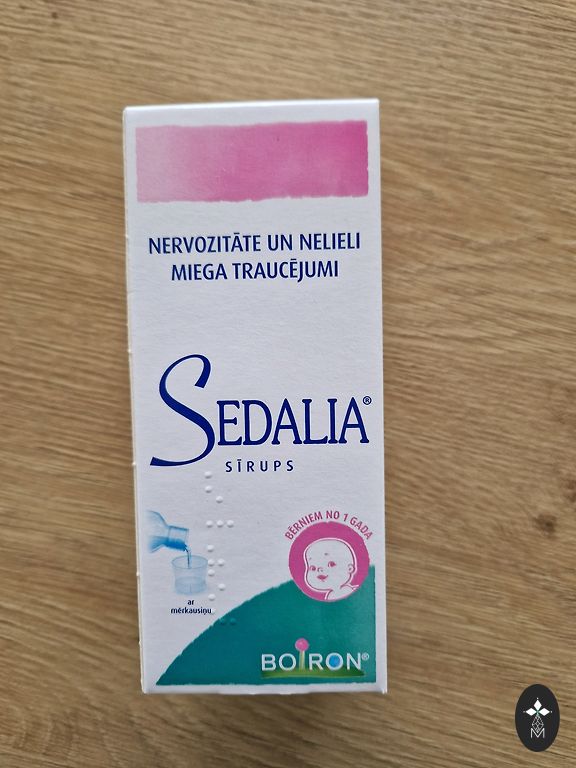 NERVOZITĀTE UN NELIELI
MIEGA TRAUCĒJUMI
SEDALIA®
SĪRUPS
BĒRNIEM NO 1 GADA
ar
mērkausiņu
BOIRON®
M